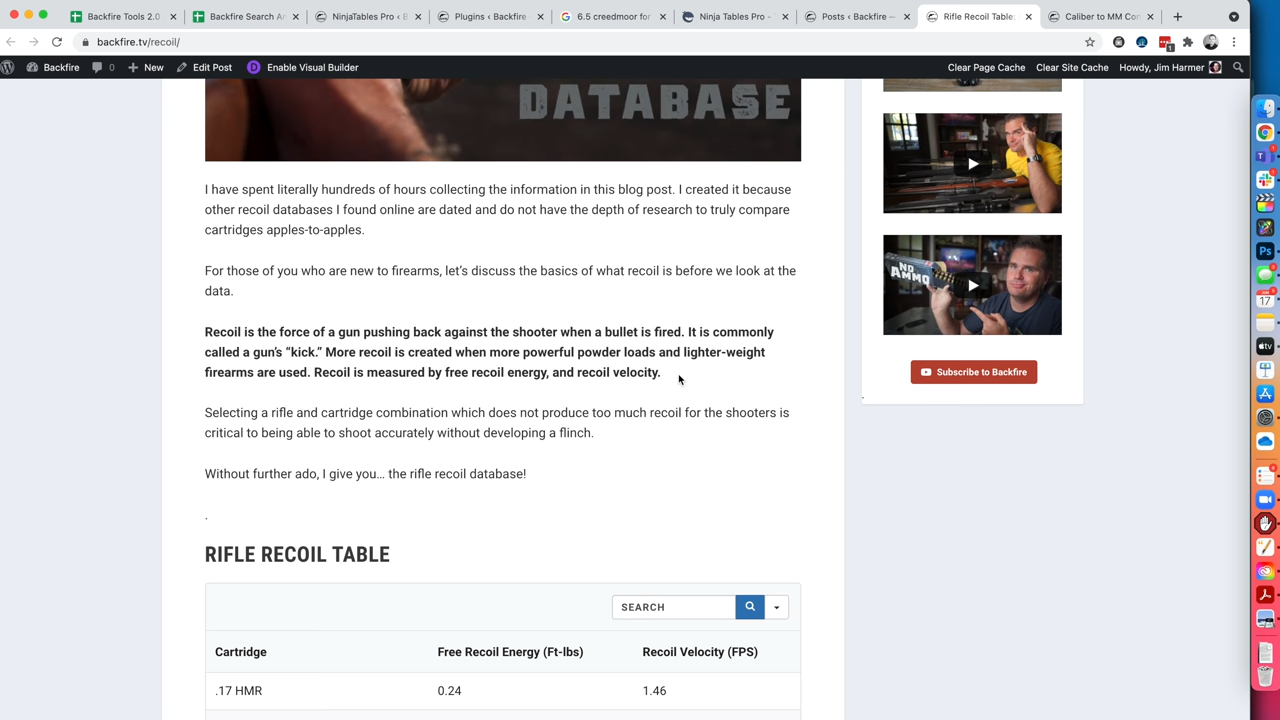 Backfire Tools 2.0
Backfire Search Ar
NinjaTables Pro ‹ B
Plugins ‹ Backfire
6.5 creedmoor for
Ninja Tables Pro -
Posts ‹ Backfire —
Rifle Recoil Table:
Caliber to MM Con
backfire.tv/recoil/
Backfire 0 New Edit Post D Enable Visual Builder Clear Page Cache Clear Site Cache Howdy, Jim Harmer
DATABASE
I have spent literally hundreds of hours collecting the information in this blog post. I created it because
other recoil databases I found online are dated and do not have the depth of research to truly compare
cartridges apples-to-apples.
For those of you who are new to firearms, let's discuss the basics of what recoil is before we look at the
data.
Recoil is the force of a gun pushing back against the shooter when a bullet is fired. It is commonly
called a gun's “kick.” More recoil is created when more powerful powder loads and lighter-weight
firearms are used. Recoil is measured by free recoil energy, and recoil velocity.
Selecting a rifle and cartridge combination which does not produce too much recoil for the shooters is
critical to being able to shoot accurately without developing a flinch.
Without further ado, I give you… the rifle recoil database!
.
RIFLE RECOIL TABLE
SEARCH
Cartridge Free Recoil Energy (Ft-lbs) Recoil Velocity (FPS)
.17 HMR 0.24 1.46
NO
AMMO
Subscribe to Backfire
.
17
tv
Ps